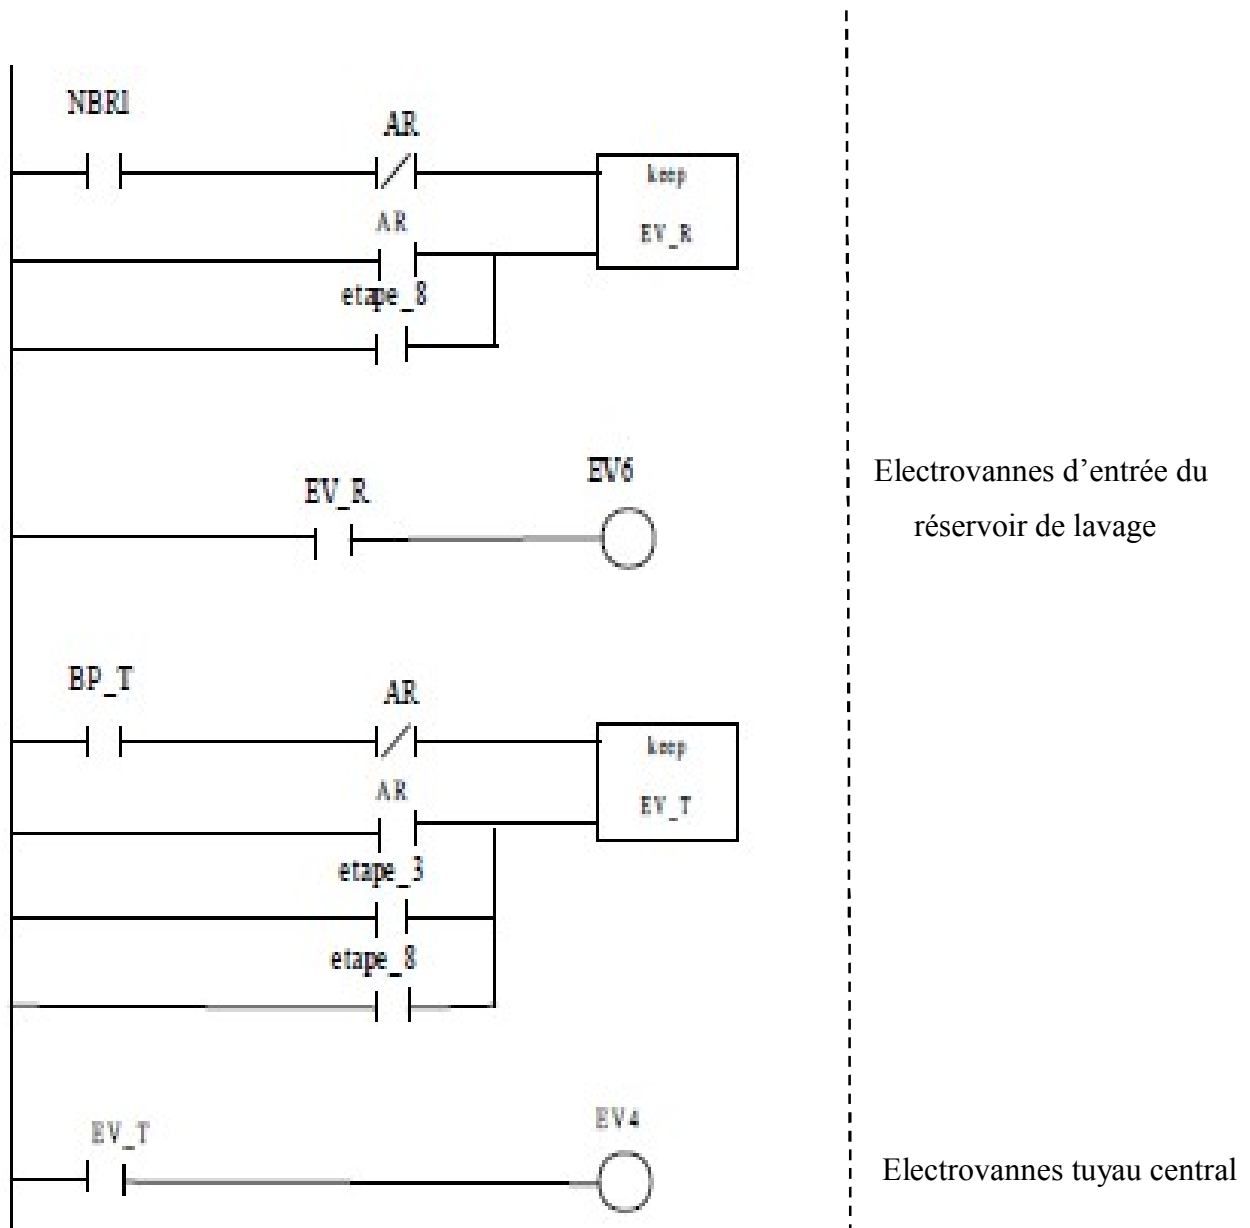 NBR1
AR
keep
EV_R
AR
etape_8
EV_R
EV6
Electrovannes d’entrée du
réservoir de lavage
BP_T
AR
keep
EV_T
AR
etape_3
etape_8
EV_T
EV4
Electrovannes tuyau central